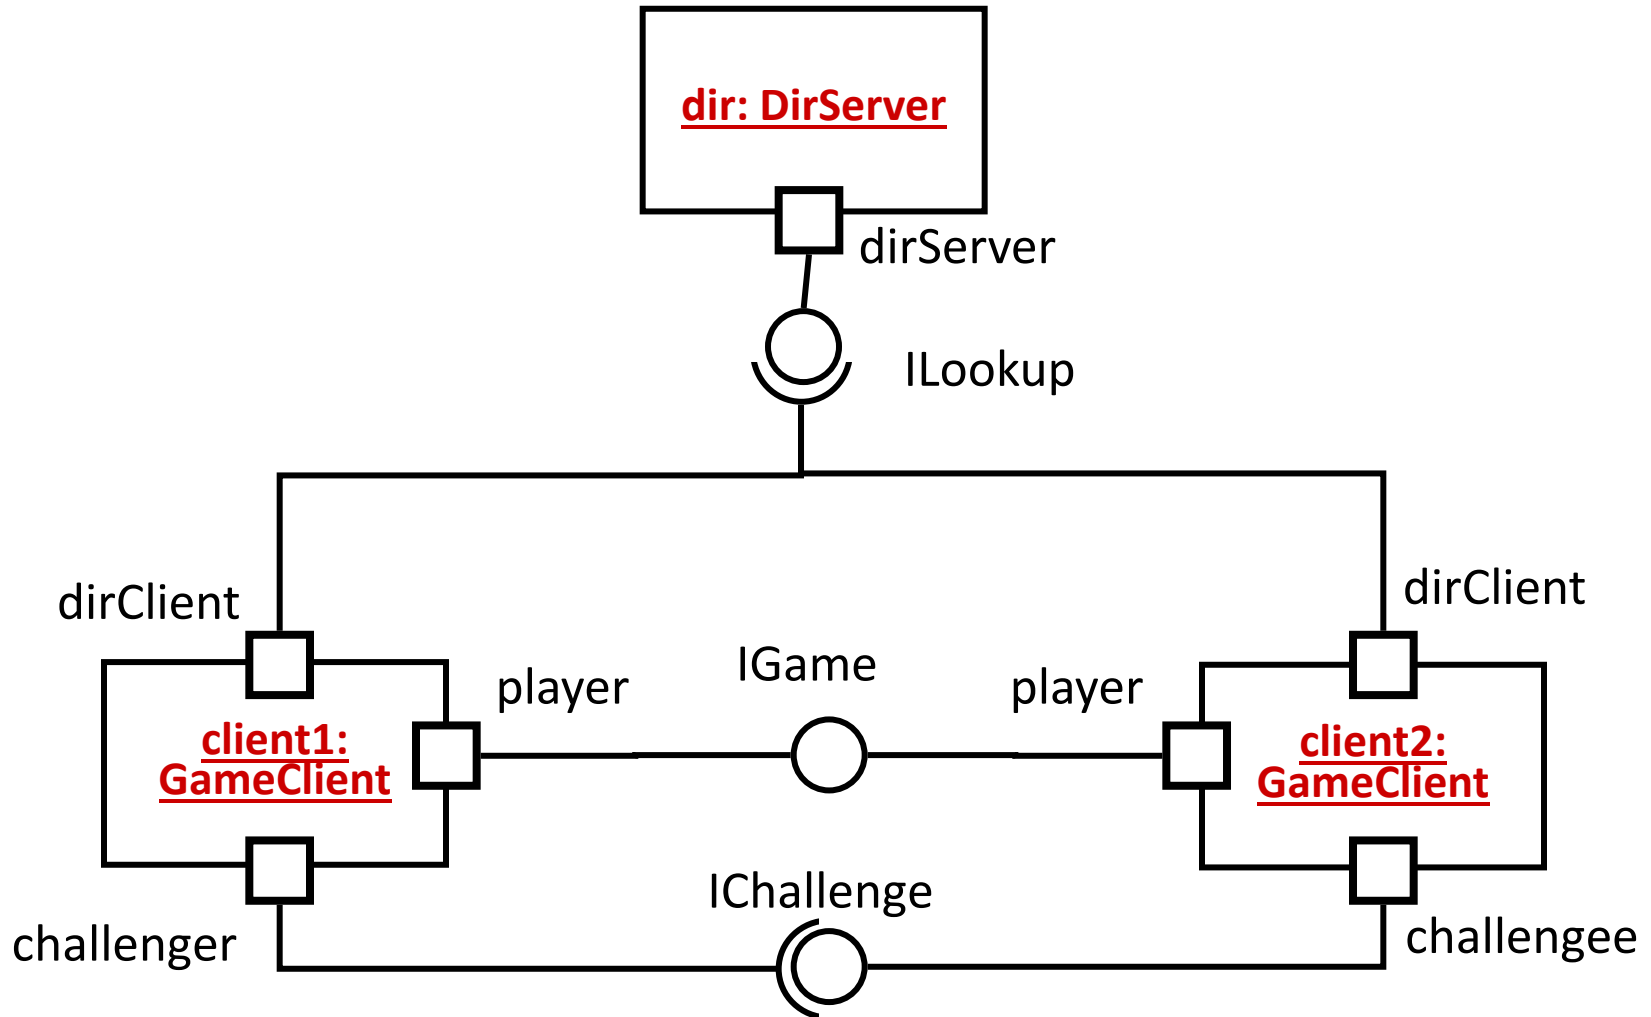 dir: DirServer
dirServer
ILookup
dirClient
dirClient
player
IGame
player
client1:
GameClient
client2:
GameClient
challenger
IChallenge
challengee